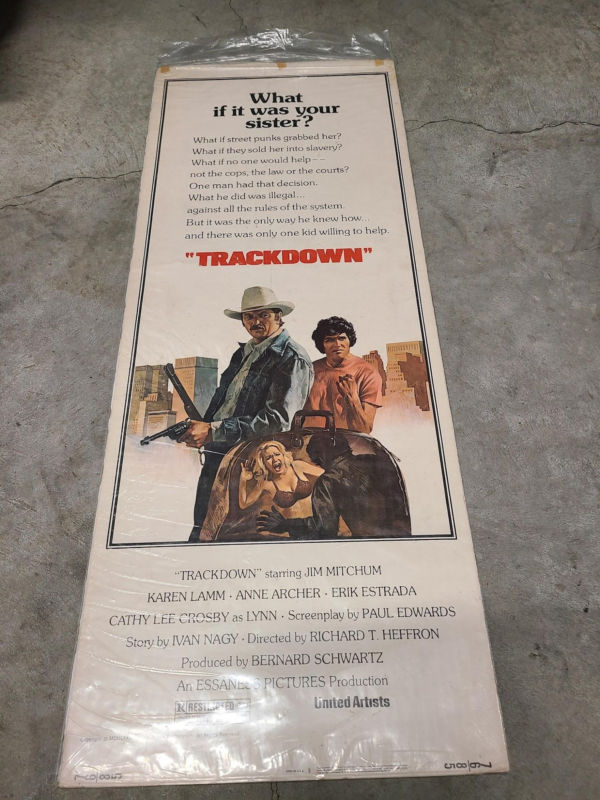 What
if it was your
sister?
What if street punks grabbed her?
What if they sold her into slavery?
What if no one would help--
not the cops, the law or the courts?
One man had that decision.
What he did was illegal...
against all the rules of the system.
But it was the only way he knew how...
and there was only one kid willing to help.
"TRACKDOWN"
"TRACKDOWN" starring JIM MITCHUM
KAREN LAMM · ANNE ARCHER · ERIK ESTRADA
CATHY LEE CROSBY as LYNN · Screenplay by PAUL EDWARDS
Story by IVAN NAGY · Directed by RICHARD T. HEFFRON
Produced by BERNARD SCHWARTZ
An ESSANESS PICTURES Production
R RESTRICTED
United Artists
76/85